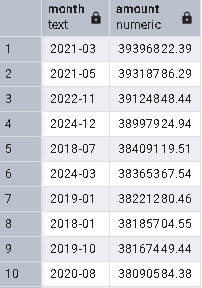 month amount
text numeric
1 2021-03 39396822.39
2 2021-05 39318786.29
3 2022-11 39124848.44
4 2024-12 38997924.94
5 2018-07 38409119.51
6 2024-03 38365367.54
7 2019-01 38221280.46
8 2018-01 38185704.55
9 2019-10 38167449.44
10 2020-08 38090584.38